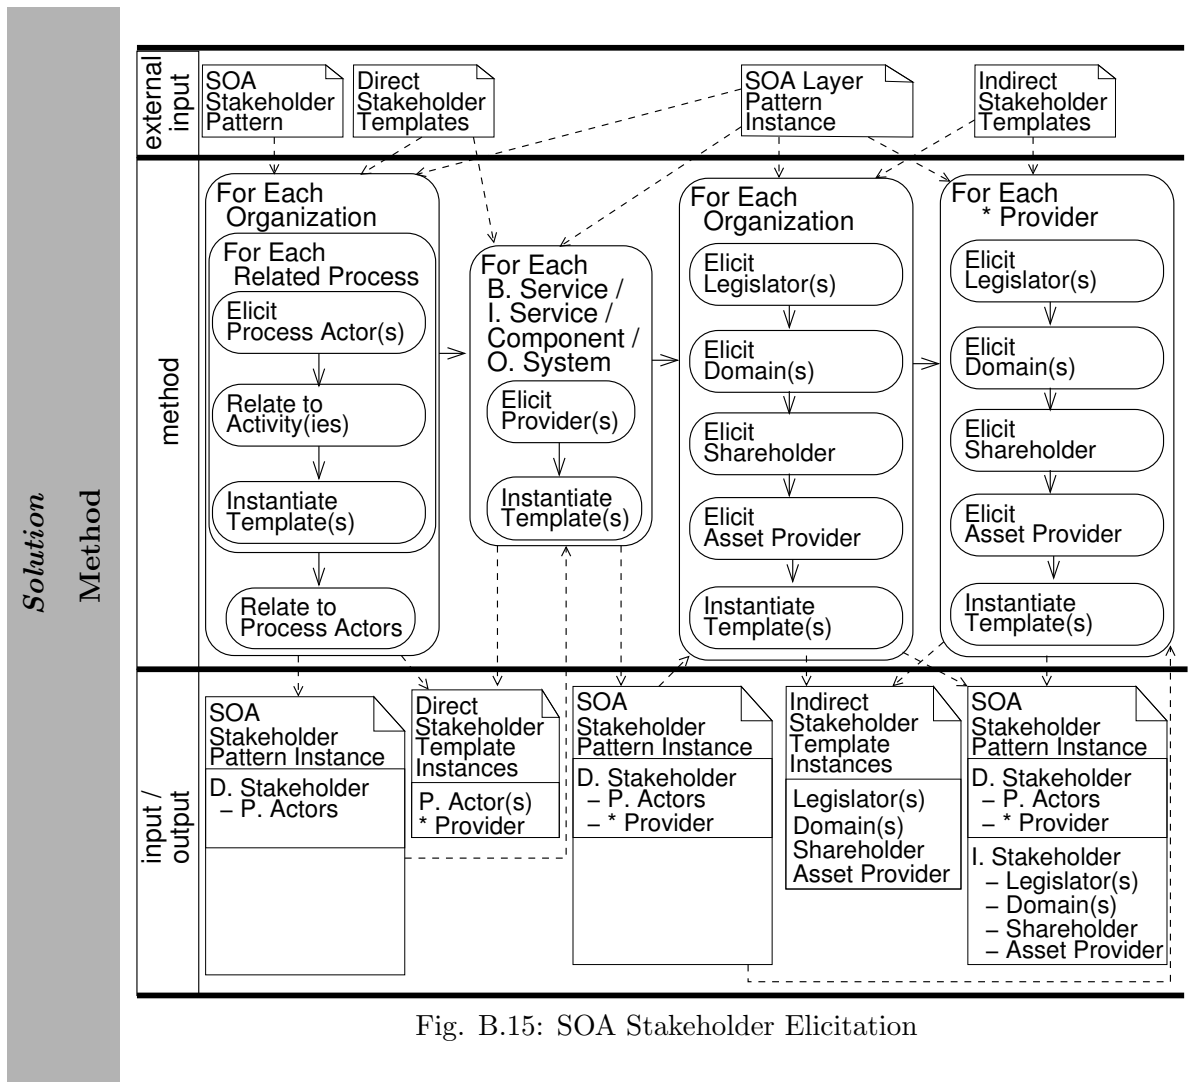 Solution
Method
external
input
SOA
Stakeholder
Pattern
Direct
Stakeholder
Templates
SOA Layer
Pattern
Instance
Indirect
Stakeholder
Templates
method
For Each
Organization
For Each
Related Process
Elicit
Process Actor(s)
Relate to
Activity(ies)
Instantiate
Template(s)
Relate to
Process Actors
For Each
B. Service /
I. Service /
Component /
O. System
Elicit
Provider(s)
Instantiate
Template(s)
For Each
Organization
Elicit
Legislator(s)
Elicit
Domain(s)
Elicit
Shareholder
Elicit
Asset Provider
Instantiate
Template(s)
For Each
* Provider
Elicit
Legislator(s)
Elicit
Domain(s)
Elicit
Shareholder
Elicit
Asset Provider
Instantiate
Template(s)
input /
output
SOA
Stakeholder
Pattern Instance
D. Stakeholder
– P. Actors
Direct
Stakeholder
Template
Instances
P. Actor(s)
* Provider
SOA
Stakeholder
Pattern Instance
D. Stakeholder
– P. Actors
– * Provider
Indirect
Stakeholder
Template
Instances
Legislator(s)
Domain(s)
Shareholder
Asset Provider
SOA
Stakeholder
Pattern Instance
D. Stakeholder
– P. Actors
– * Provider
I. Stakeholder
– Legislator(s)
– Domain(s)
– Shareholder
– Asset Provider
Fig. B.15: SOA Stakeholder Elicitation